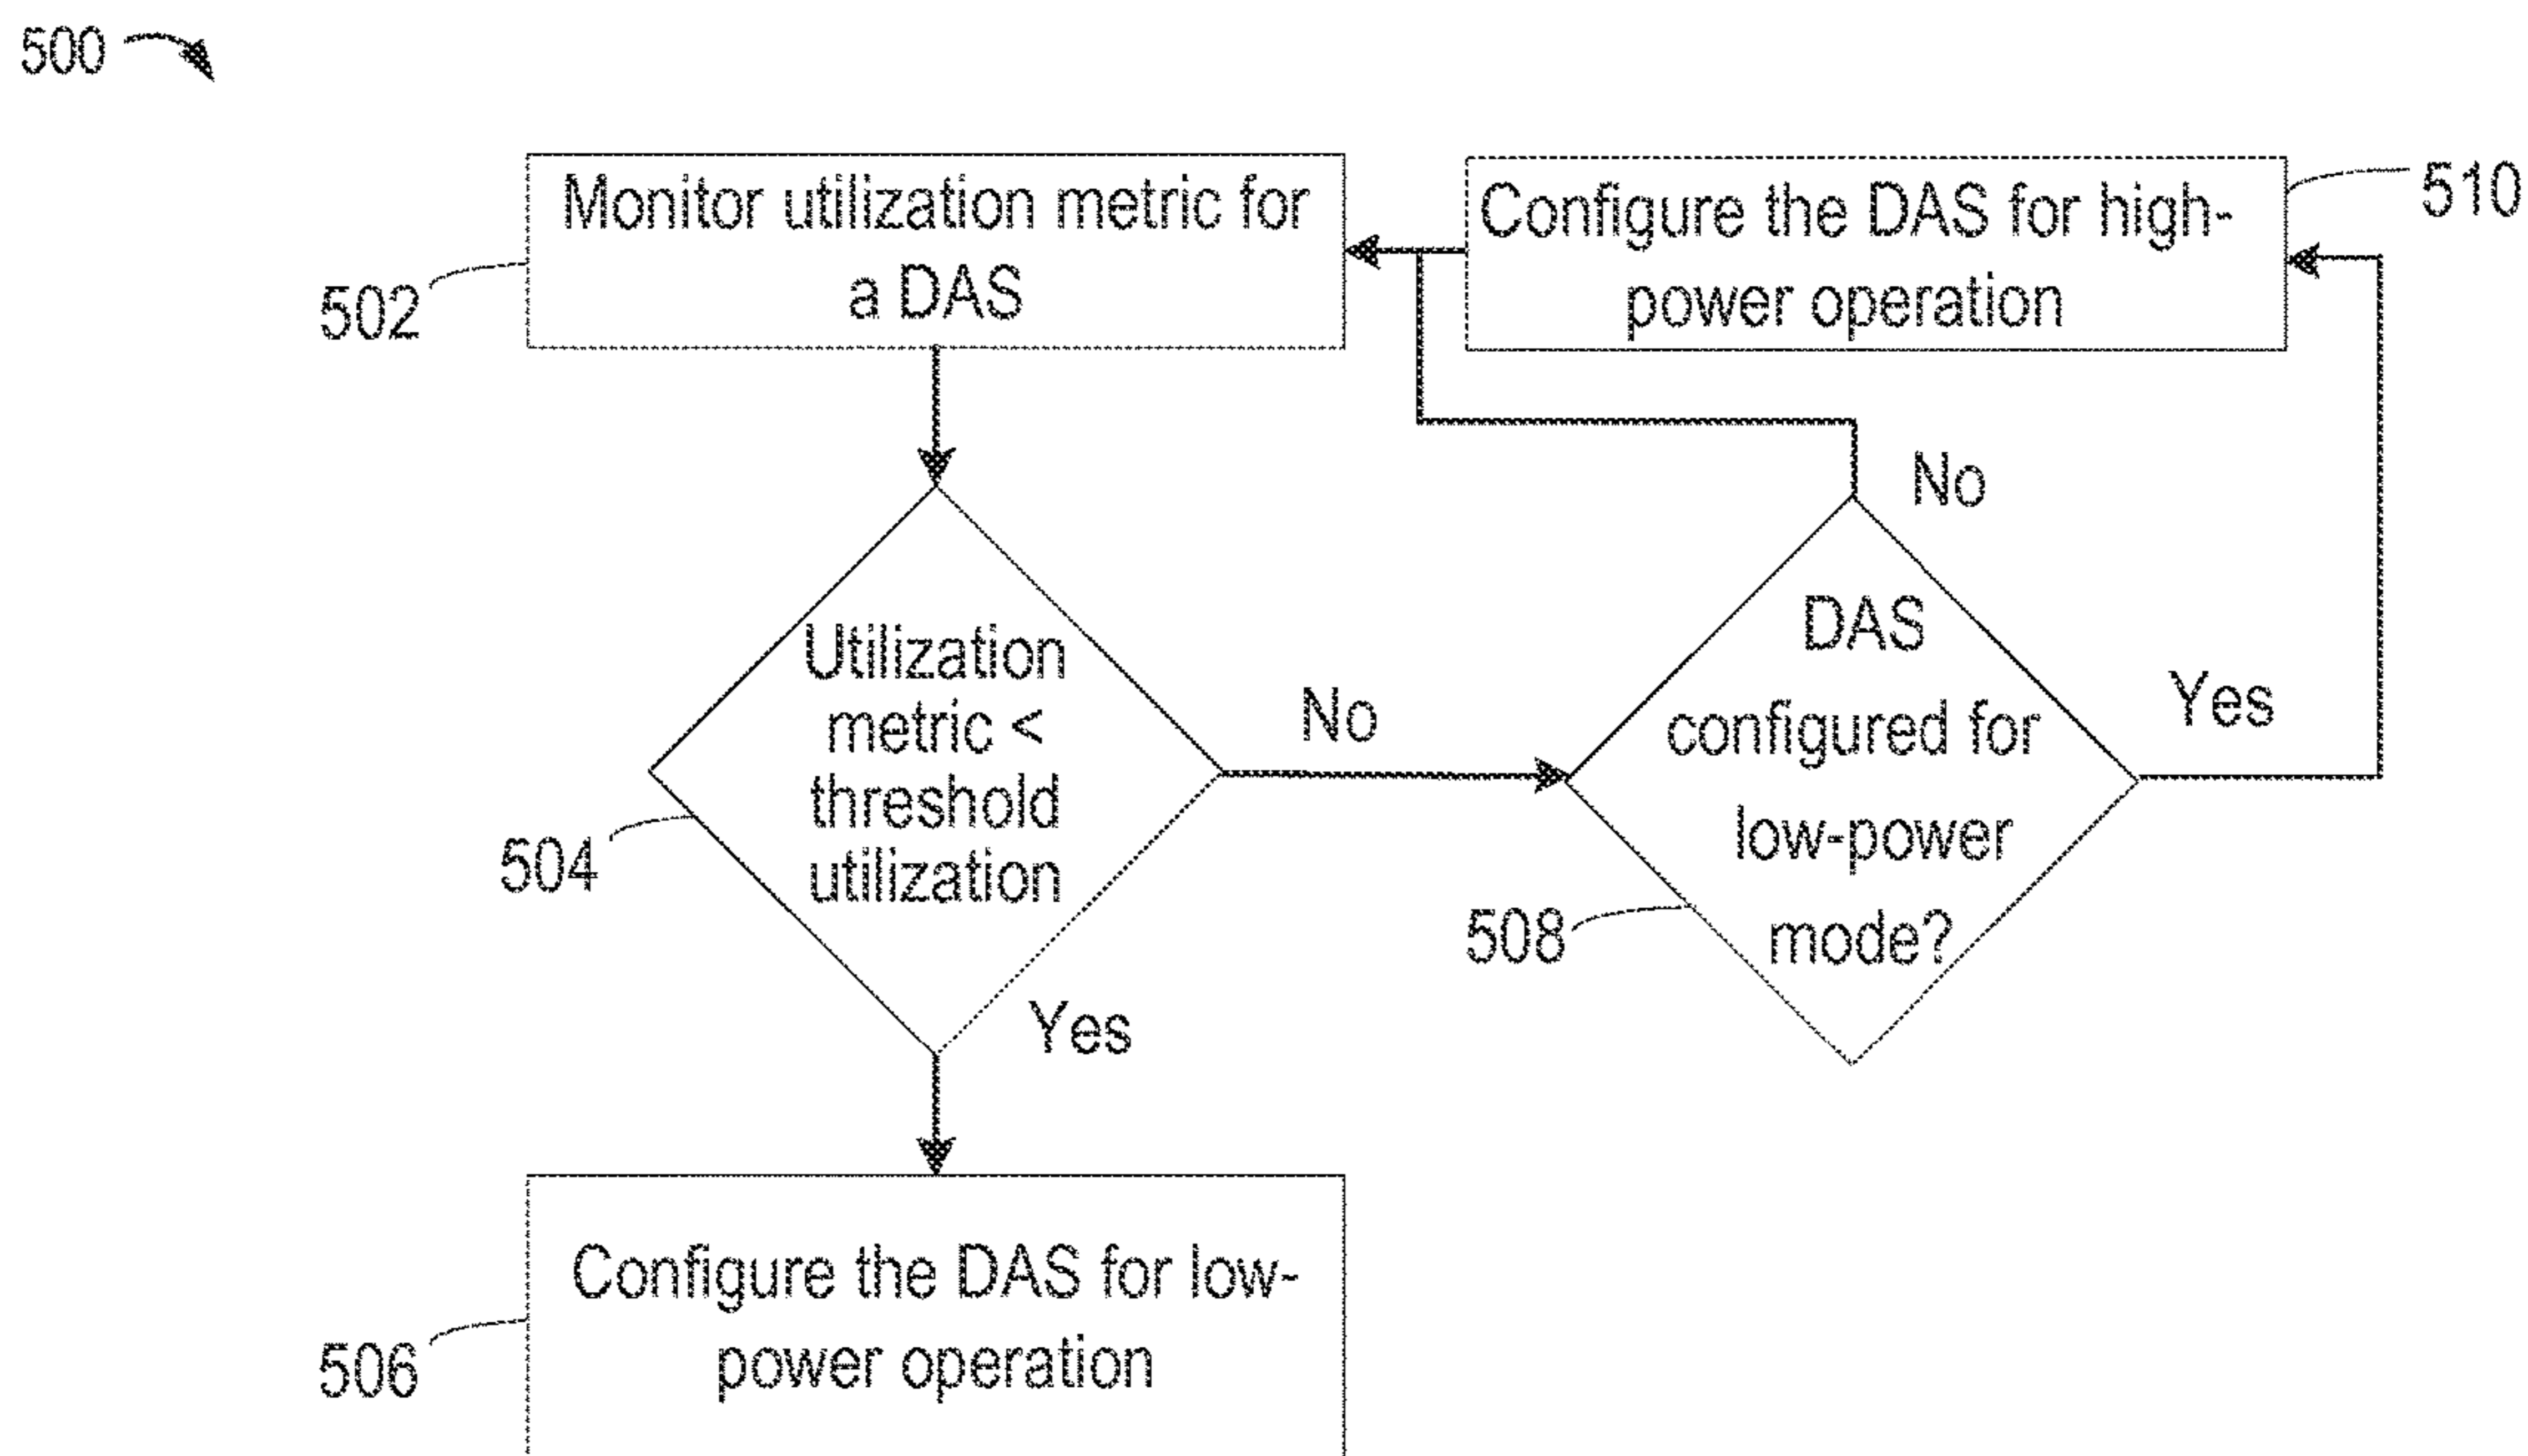 500
Monitor utilization metric for
a DAS
502
Configure the DAS for high-
power operation
510
Utilization
metric <
threshold
utilization
504
No
Yes
DAS
configured for
low-power
mode?
508
No
Yes
Configure the DAS for low-
power operation
506